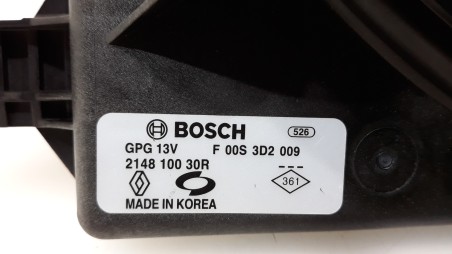 BOSCH 526
GPG 13V F 00S 3D2 009
2148 100 30R
361
MADE IN KOREA